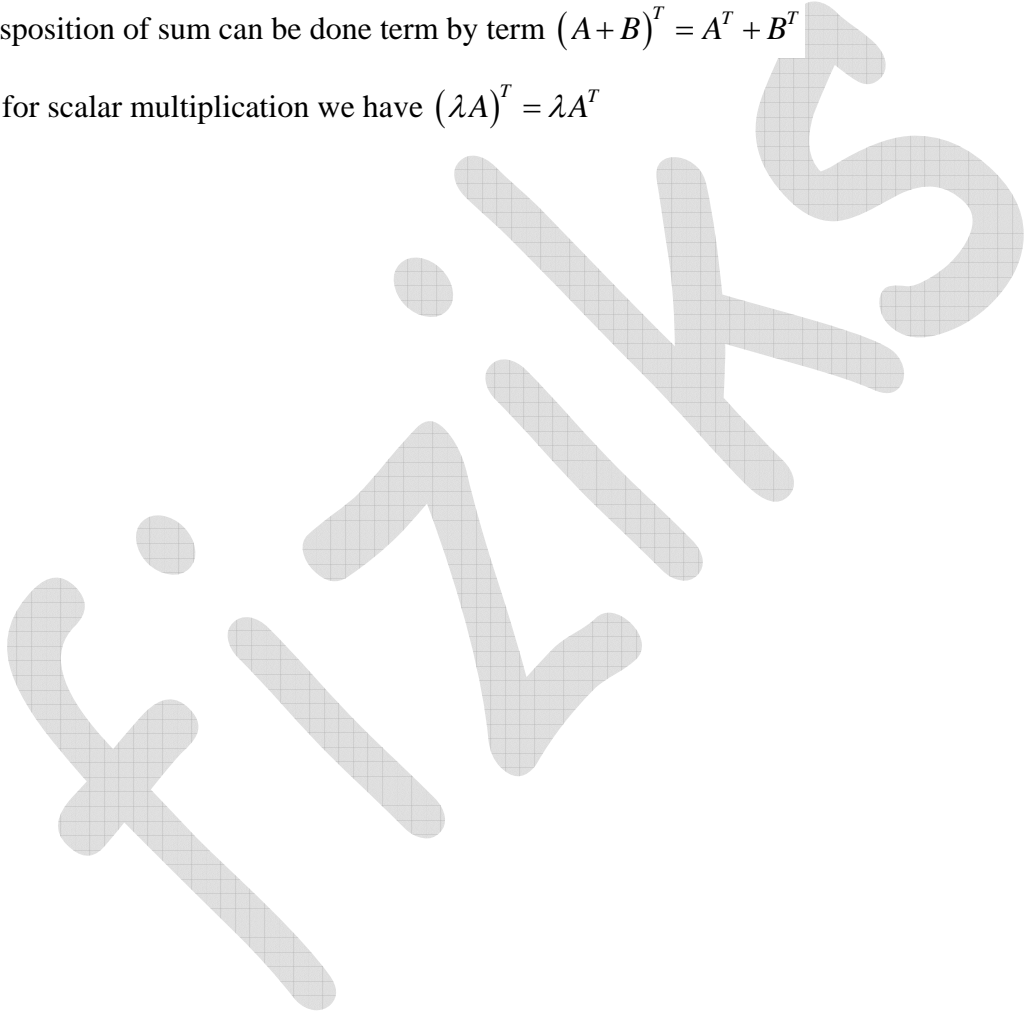 sposition of sum can be done term by term (A + B)^T = A^T + B^T
for scalar multiplication we have (λA)^T = λA^T
fiziks